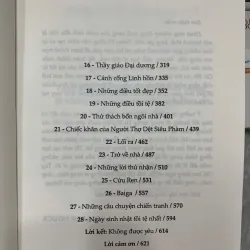 16 - Thầy giáo Đại dương / 319
17 - Cánh rồng Linh hồn / 335
18 - Những điều tốt đẹp / 352
19 - Những điều tồi tệ / 382
20 - Thử thách bốn ngôi nhà / 401
21 - Chiếc khăn của Người Thợ Dệt Siêu Phàm / 439
22 - Lối ra / 462
23 - Trở về nhà / 487
24 - Những lời thú nhận / 510
25 - Cứu Ren / 531
26 - Baiga / 557
27 - Những câu chuyện chiến tranh / 570
28 - Ngày sinh nhật tồi tệ nhất / 594
Lời kết: Không được yêu / 614
Lời cảm ơn / 621